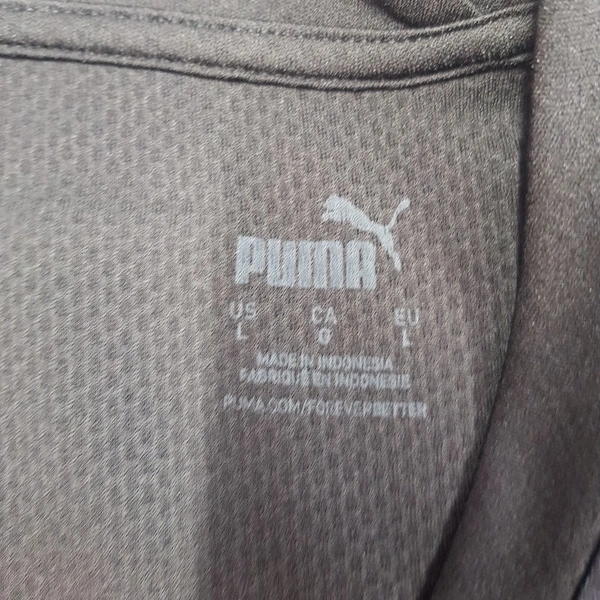 PUMA
US CA EU
L G L
MADE IN INDONESIA
FABRIQUÉ EN INDONÉSIE
PUMA.COM/FOREVERBETTER